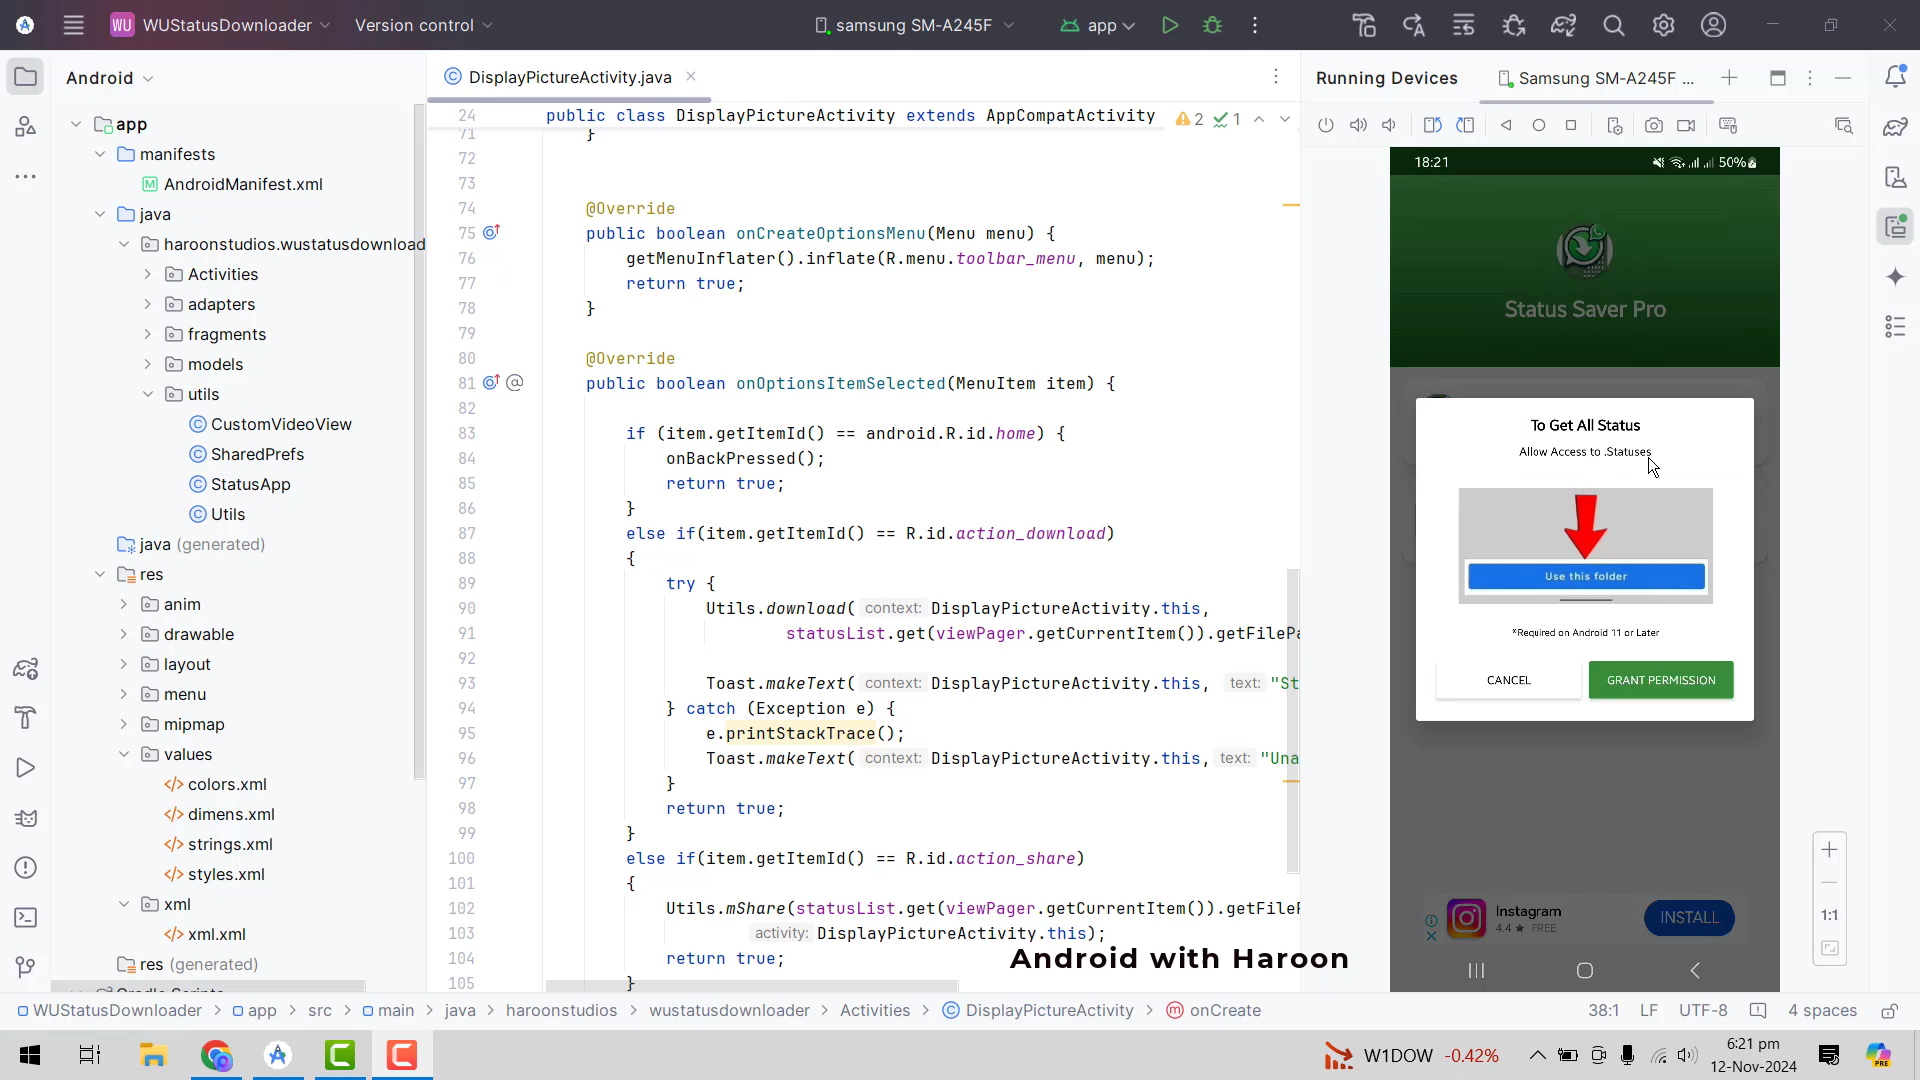 WU WUStatusDownloader Version control samsung SM-A245F app
Android
DisplayPictureActivity.java
Running Devices Samsung SM-A245F ...
app
manifests
AndroidManifest.xml
java
haroonstudios.wustatusdownload
Activities
adapters
fragments
models
utils
CustomVideoView
SharedPrefs
StatusApp
Utils
java (generated)
res
anim
drawable
layout
menu
mipmap
values
colors.xml
dimens.xml
strings.xml
styles.xml
xml
xml.xml
res (generated)
24 public class DisplayPictureActivity extends AppCompatActivity 2 1
71 }
72
73
74 @Override
75 public boolean onCreateOptionsMenu(Menu menu) {
76 getMenuInflater().inflate(R.menu.toolbar_menu, menu);
77 return true;
78 }
79
80 @Override
81 @ public boolean onOptionsItemSelected(MenuItem item) {
82
83 if (item.getItemId() == android.R.id.home) {
84 onBackPressed();
85 return true;
86 }
87 else if(item.getItemId() == R.id.action_download)
88 {
89 try {
90 Utils.download( context: DisplayPictureActivity.this,
91 statusList.get(viewPager.getCurrentItem()).getFilePa
92
93 Toast.makeText( context: DisplayPictureActivity.this, text: "St
94 } catch (Exception e) {
95 e.printStackTrace();
96 Toast.makeText( context: DisplayPictureActivity.this, text: "Una
97 }
98 return true;
99 }
100 else if(item.getItemId() == R.id.action_share)
101 {
102 Utils.mShare(statusList.get(viewPager.getCurrentItem()).getFileP
103 activity: DisplayPictureActivity.this);
104 return true;
105 }
18:21 50%
Status Saver Pro
To Get All Status
Allow Access to .Statuses
Use this folder
*Required on Android 11 or Later
CANCEL GRANT PERMISSION
Instagram
4.4 ★ FREE
INSTALL
1:1
Android with Haroon
WUStatusDownloader > app > src > main > java > haroonstudios > wustatusdownloader > Activities > DisplayPictureActivity > onCreate 38:1 LF UTF-8 4 spaces
W1DOW -0.42%
6:21 pm
12-Nov-2024
PRE